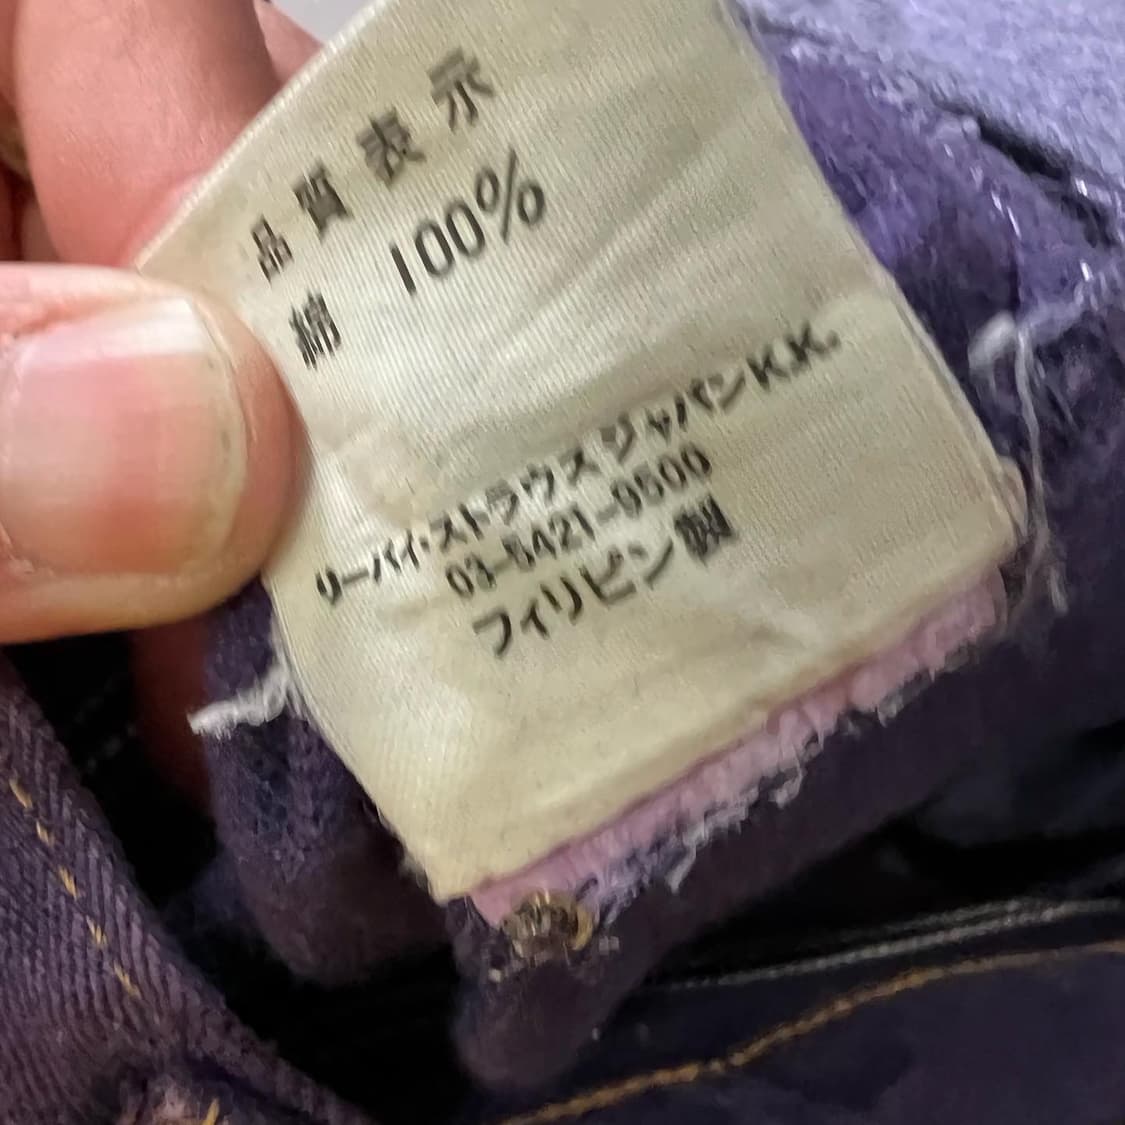 品質表示
綿 100%
リーバイ・ストラウス ジャパンK.K.
03-5421-9500
フィリピン製